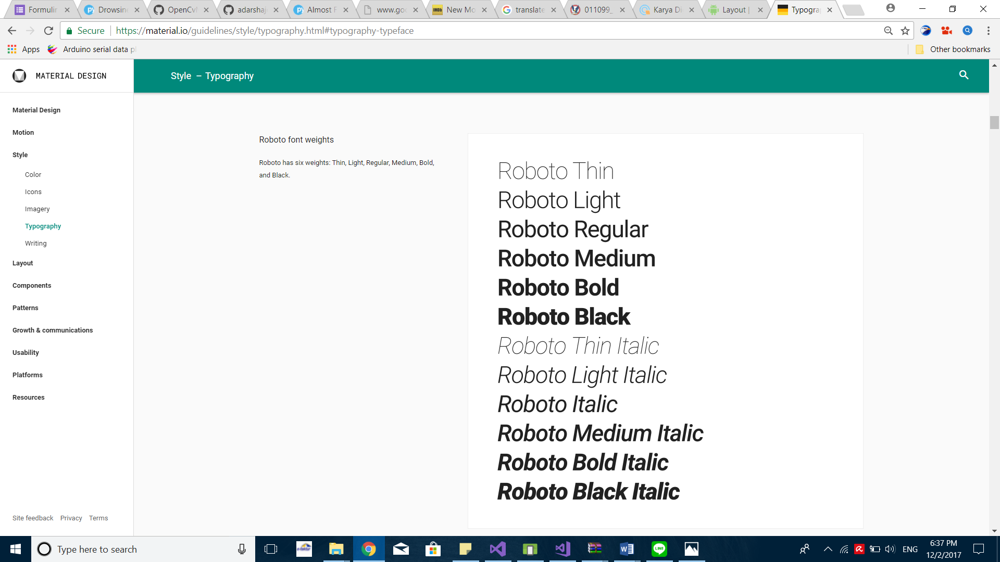 Formulir
Drowsine
OpenCvM
adarshaj
Almost F
www.goo
New Mo
translate
011099_
Karya Di
Layout |
Typogra
Secure https://material.io/guidelines/style/typography.html#typography-typeface
Apps Arduino serial data pl
Other bookmarks
MATERIAL DESIGN
Style – Typography
Material Design
Motion
Style
Color
Icons
Imagery
Typography
Writing
Layout
Components
Patterns
Growth & communications
Usability
Platforms
Resources
Site feedback Privacy Terms
Roboto font weights
Roboto has six weights: Thin, Light, Regular, Medium, Bold,
and Black.
Roboto Thin
Roboto Light
Roboto Regular
Roboto Medium
Roboto Bold
Roboto Black
Roboto Thin Italic
Roboto Light Italic
Roboto Italic
Roboto Medium Italic
Roboto Bold Italic
Roboto Black Italic
Type here to search
ENG
6:37 PM
12/2/2017